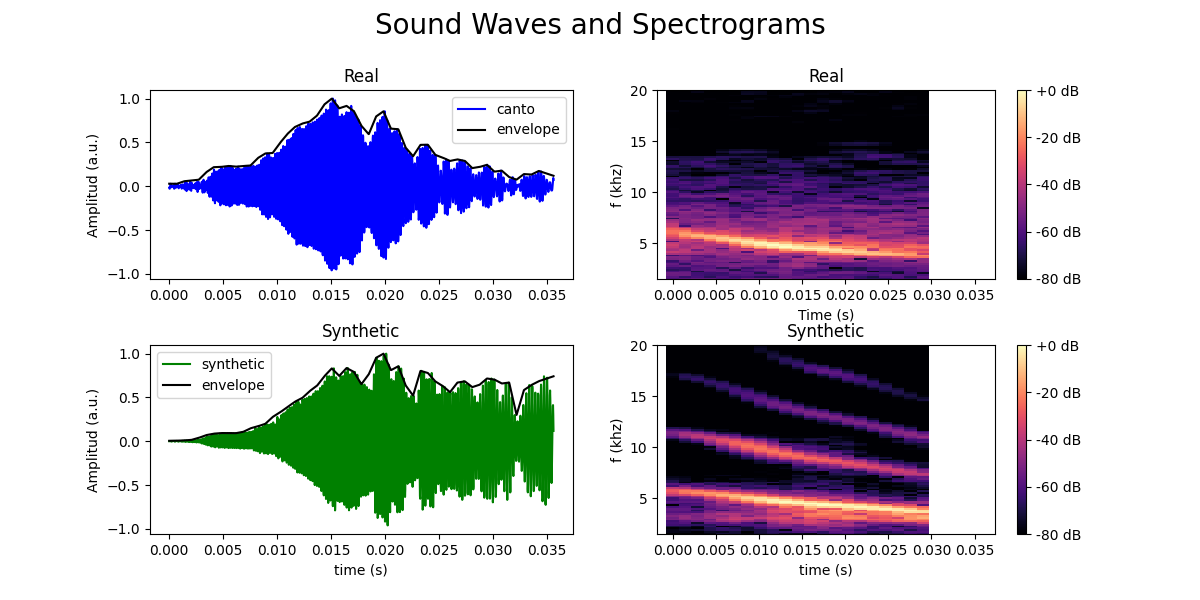 Sound Waves and Spectrograms
Real
Amplitud (a.u.)
1.0
0.5
0.0
−0.5
−1.0
0.000 0.005 0.010 0.015 0.020 0.025 0.030 0.035
canto
envelope
Real
f (khz)
20
15
10
5
0.000 0.005 0.010 0.015 0.020 0.025 0.030 0.035
Time (s)
+0 dB
-20 dB
-40 dB
-60 dB
-80 dB
Synthetic
Amplitud (a.u.)
1.0
0.5
0.0
−0.5
−1.0
0.000 0.005 0.010 0.015 0.020 0.025 0.030 0.035
time (s)
synthetic
envelope
Synthetic
f (khz)
20
15
10
5
0.000 0.005 0.010 0.015 0.020 0.025 0.030 0.035
time (s)
+0 dB
-20 dB
-40 dB
-60 dB
-80 dB